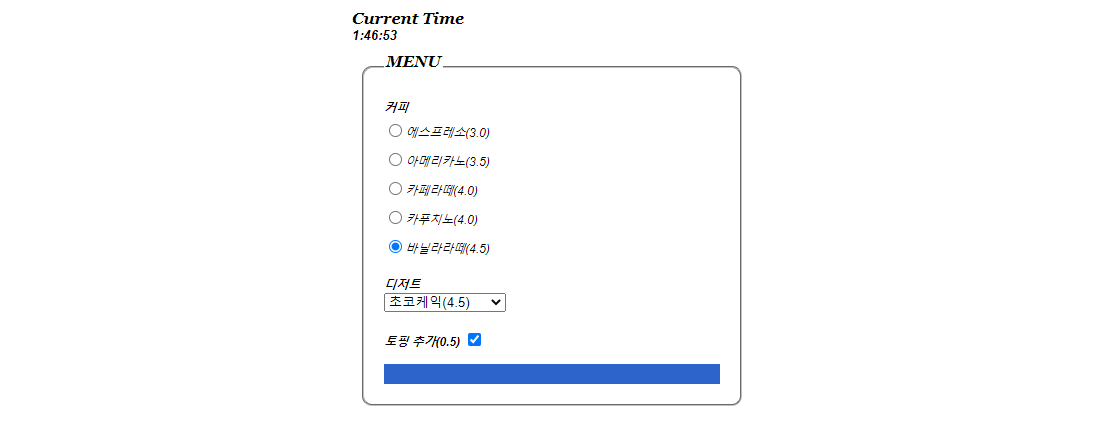 Current Time
1:46:53
MENU
커피
에스프레소(3.0)
아메리카노(3.5)
카페라떼(4.0)
카푸치노(4.0)
바닐라라떼(4.5)
디저트
초코케익(4.5)
토핑 추가(0.5)